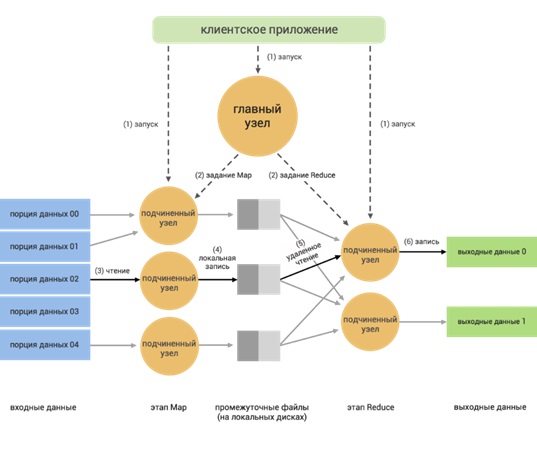 клиентское приложение
(1) запуск
главный
узел
(1) запуск
(1) запуск
(2) задание Map
(2) задание Reduce
порция данных 00
порция данных 01
порция данных 02
порция данных 03
порция данных 04
(3) чтение
подчиненный
узел
подчиненный
узел
подчиненный
узел
(4)
локальная
запись
(5)
удаленное
чтение
подчиненный
узел
подчиненный
узел
(6) запись
выходные данные 0
выходные данные 1
входные данные
этап Map
промежуточные файлы
(на локальных дисках)
этап Reduce
выходные данные